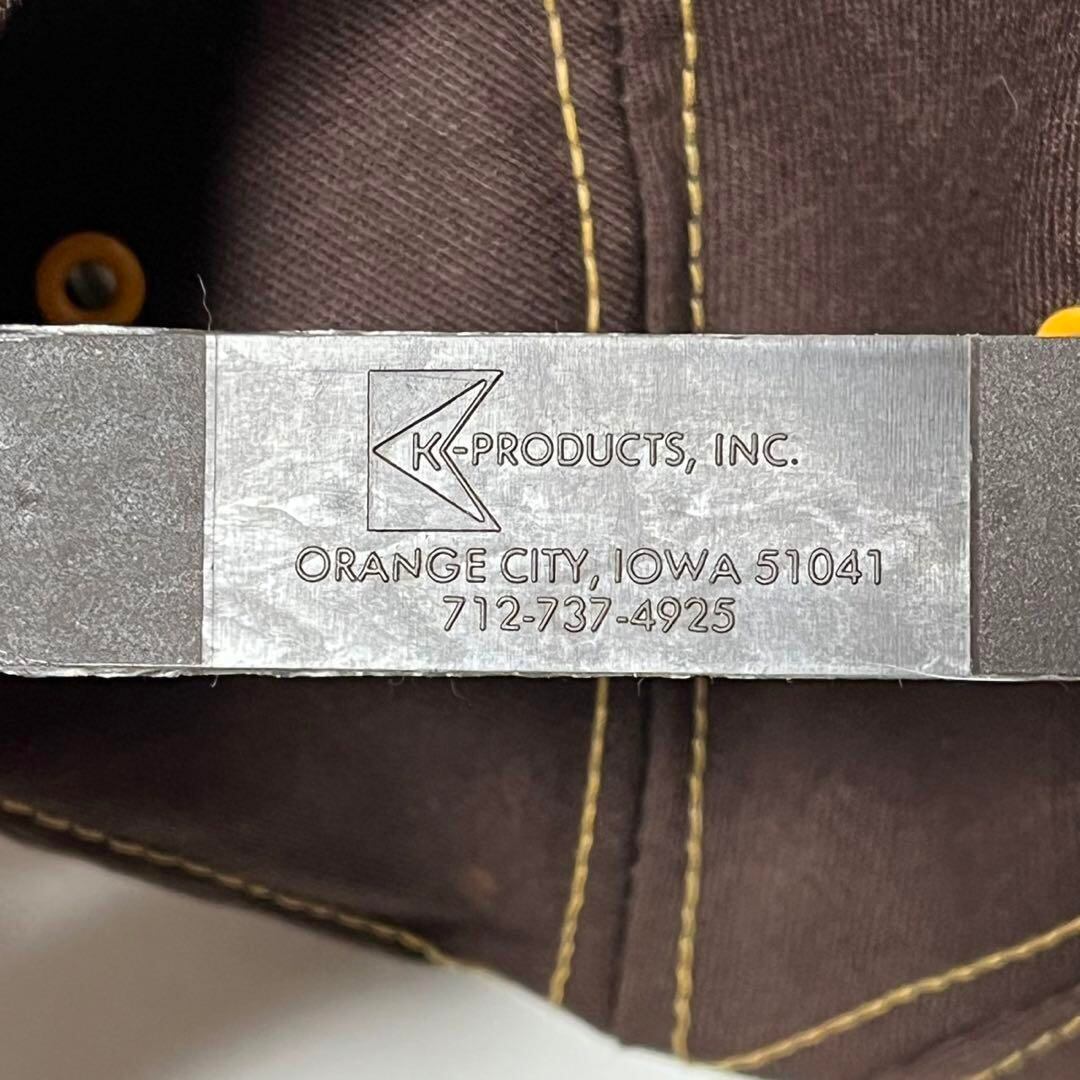 K-PRODUCTS, INC.
ORANGE CITY, IOWA 51041
712-737-4925